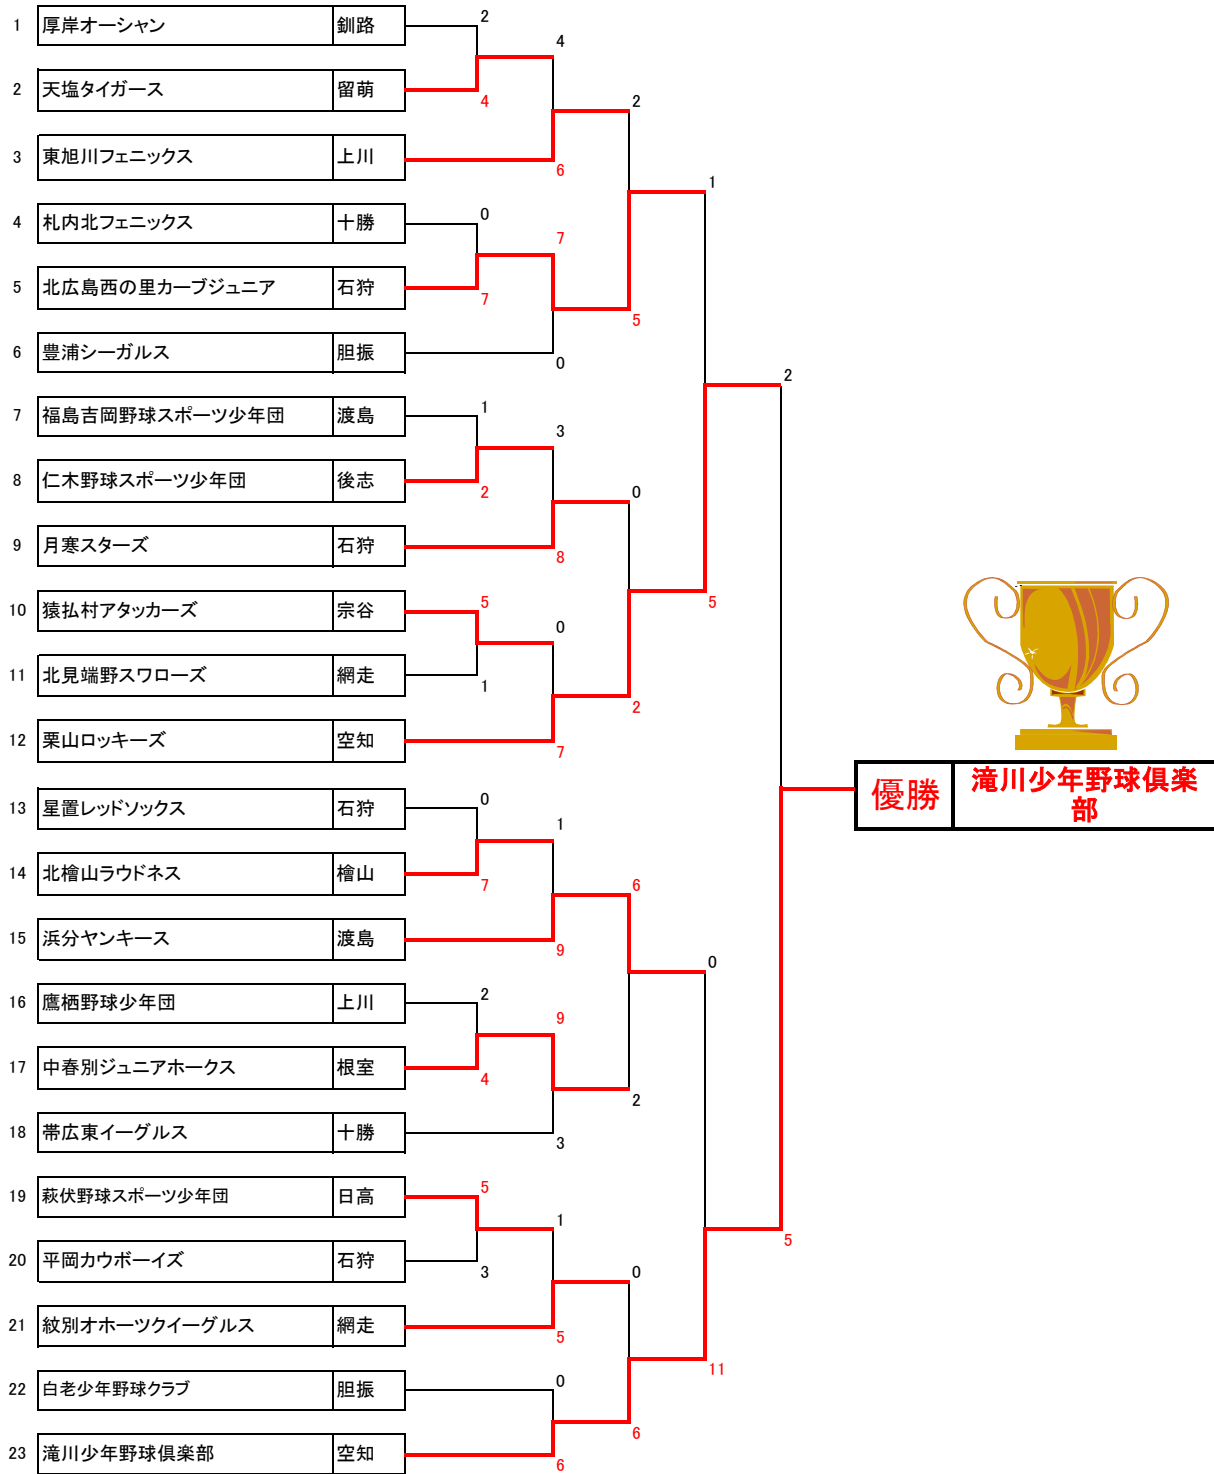 1 厚岸オーシャン 釧路 2
4
2 天塩タイガース 留萌 4
2
3 東旭川フェニックス 上川 6
1
4 札内北フェニックス 十勝 0
7
5 北広島西の里カーブジュニア 石狩 7
5
6 豊浦シーガルス 胆振 0
2
7 福島吉岡野球スポーツ少年団 渡島 1
3
8 仁木野球スポーツ少年団 後志 2
0
9 月寒スターズ 石狩 8
10 猿払村アタッカーズ 宗谷 5
5
0
11 北見端野スワローズ 網走 1
2
12 栗山ロッキーズ 空知 7
優勝 滝川少年野球倶楽
部
13 星置レッドソックス 石狩 0
1
14 北檜山ラウドネス 檜山 7
6
15 浜分ヤンキース 渡島 9
0
16 鷹栖野球少年団 上川 2
9
17 中春別ジュニアホークス 根室 4
2
18 帯広東イーグルス 十勝 3
19 萩伏野球スポーツ少年団 日高 5
1
5
20 平岡カウボーイズ 石狩 3
0
21 紋別オホーツクイーグルス 網走 5
11
22 白老少年野球クラブ 胆振 0
6
23 滝川少年野球倶楽部 空知 6